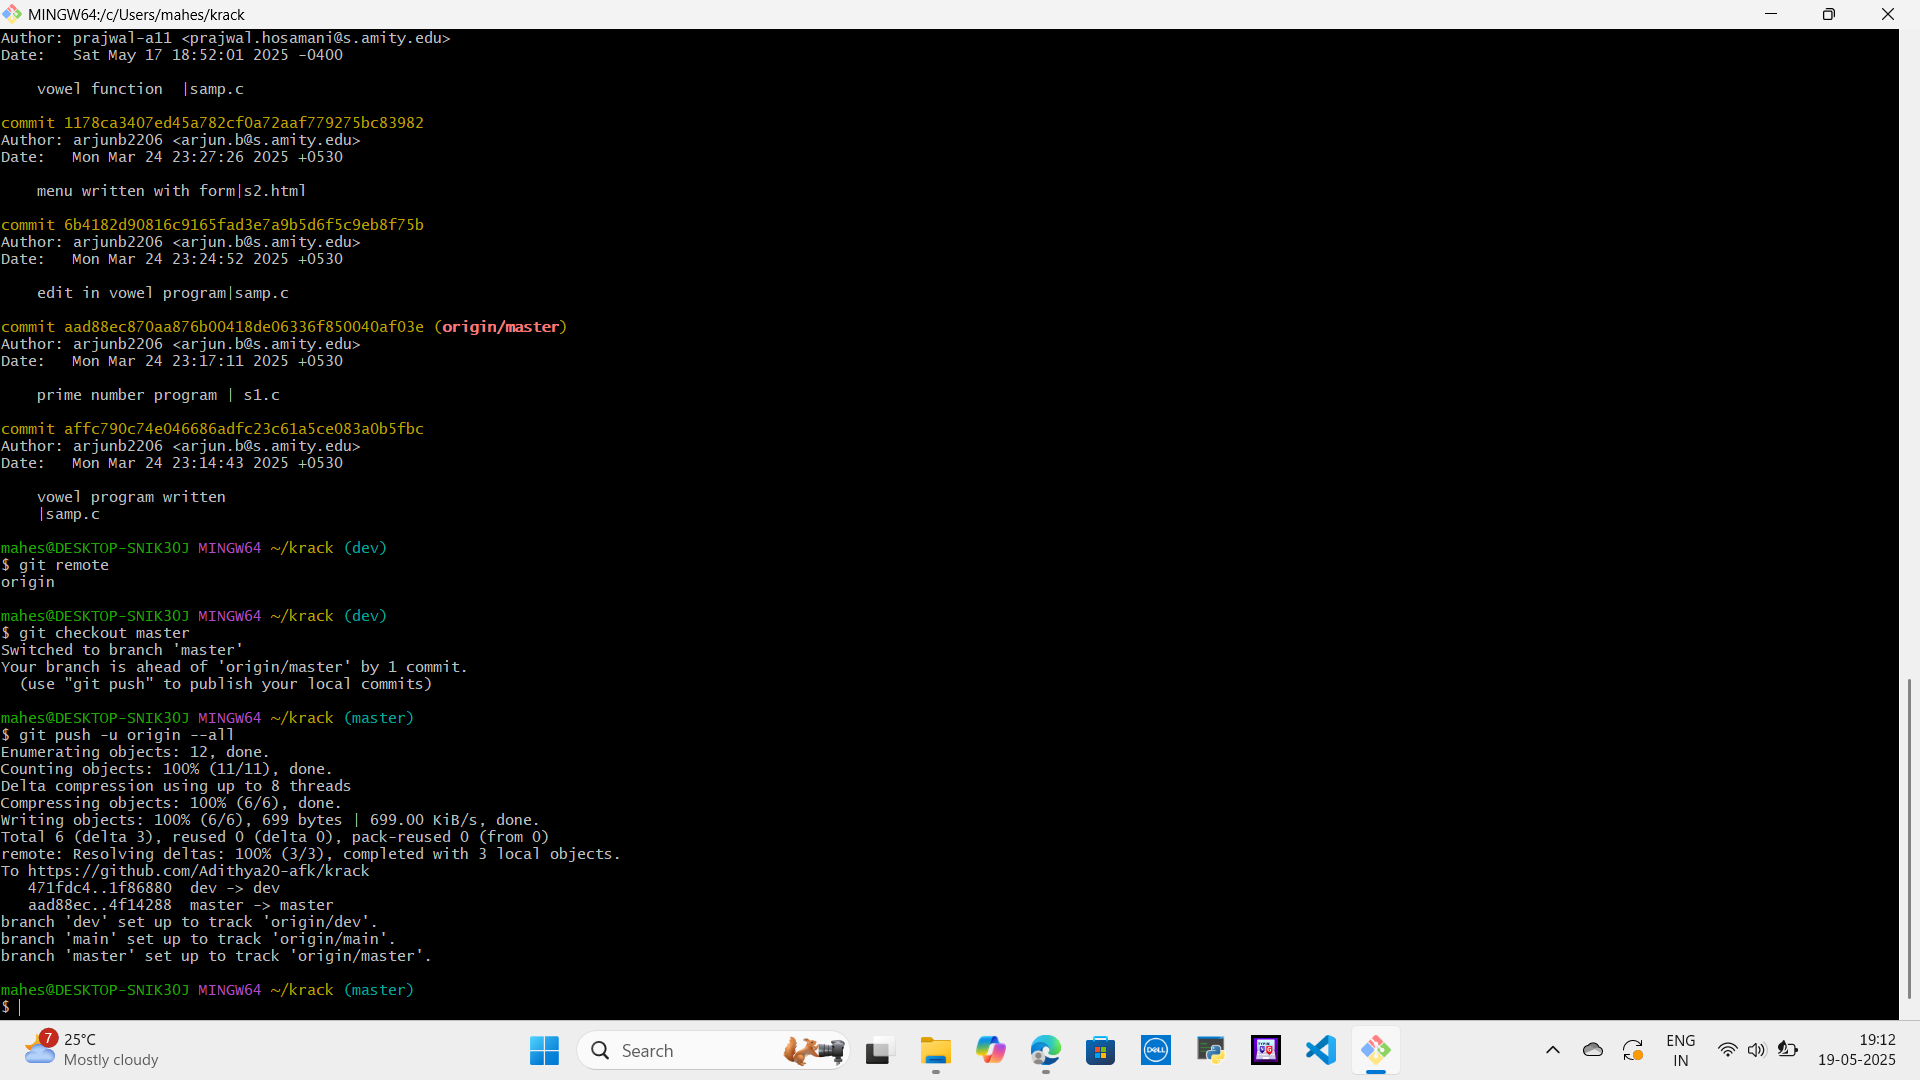 MINGW64:/c/Users/mahes/krack
Author: prajwal-a11 <prajwal.hosamani@s.amity.edu>
Date:   Sat May 17 18:52:01 2025 -0400
    vowel function  |samp.c
commit 1178ca3407ed45a782cf0a72aaf779275bc83982
Author: arjunb2206 <arjun.b@s.amity.edu>
Date:   Mon Mar 24 23:27:26 2025 +0530
    menu written with form|s2.html
commit 6b4182d90816c9165fad3e7a9b5d6f5c9eb8f75b
Author: arjunb2206 <arjun.b@s.amity.edu>
Date:   Mon Mar 24 23:24:52 2025 +0530
    edit in vowel program|samp.c
commit aad88ec870aa876b00418de06336f850040af03e (origin/master)
Author: arjunb2206 <arjun.b@s.amity.edu>
Date:   Mon Mar 24 23:17:11 2025 +0530
    prime number program | s1.c
commit affc790c74e046686adfc23c61a5ce083a0b5fbc
Author: arjunb2206 <arjun.b@s.amity.edu>
Date:   Mon Mar 24 23:14:43 2025 +0530
    vowel program written
    |samp.c
mahes@DESKTOP-SNIK3OJ MINGW64 ~/krack (dev)
$ git remote
origin
mahes@DESKTOP-SNIK3OJ MINGW64 ~/krack (dev)
$ git checkout master
Switched to branch 'master'
Your branch is ahead of 'origin/master' by 1 commit.
  (use "git push" to publish your local commits)
mahes@DESKTOP-SNIK3OJ MINGW64 ~/krack (master)
$ git push -u origin --all
Enumerating objects: 12, done.
Counting objects: 100% (11/11), done.
Delta compression using up to 8 threads
Compressing objects: 100% (6/6), done.
Writing objects: 100% (6/6), 699 bytes | 699.00 KiB/s, done.
Total 6 (delta 3), reused 0 (delta 0), pack-reused 0 (from 0)
remote: Resolving deltas: 100% (3/3), completed with 3 local objects.
To https://github.com/Adithya20-afk/krack
   471fdc4..1f86880  dev -> dev
   aad88ec..4f14288  master -> master
branch 'dev' set up to track 'origin/dev'.
branch 'main' set up to track 'origin/main'.
branch 'master' set up to track 'origin/master'.
mahes@DESKTOP-SNIK3OJ MINGW64 ~/krack (master)
$
7
25°C
Mostly cloudy
Search
DELL
ENG
IN
19:12
19-05-2025